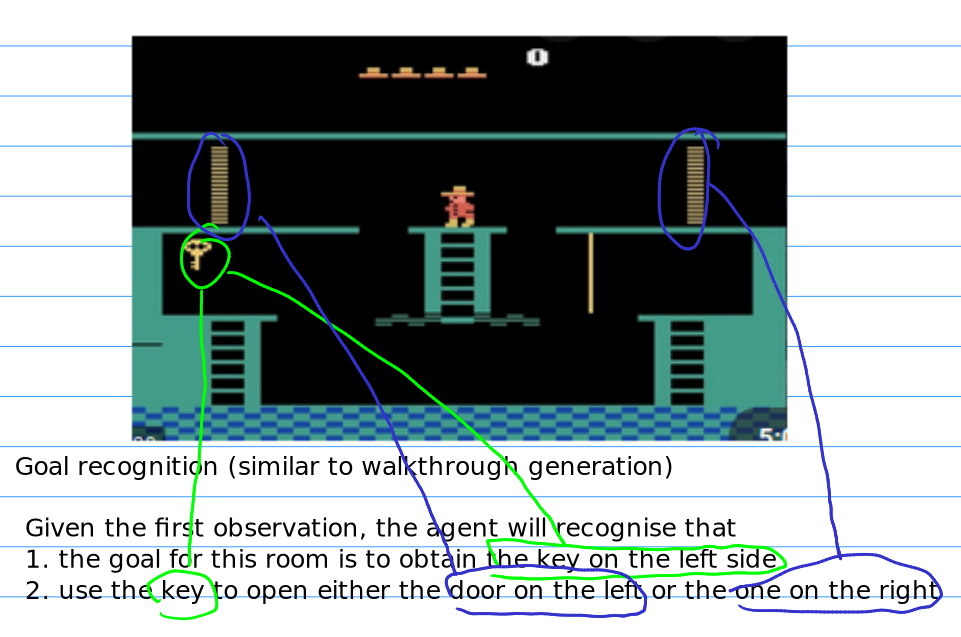 0
5:
Goal recognition (similar to walkthrough generation)
Given the first observation, the agent will recognise that
1. the goal for this room is to obtain the key on the left side
2. use the key to open either the door on the left or the one on the right